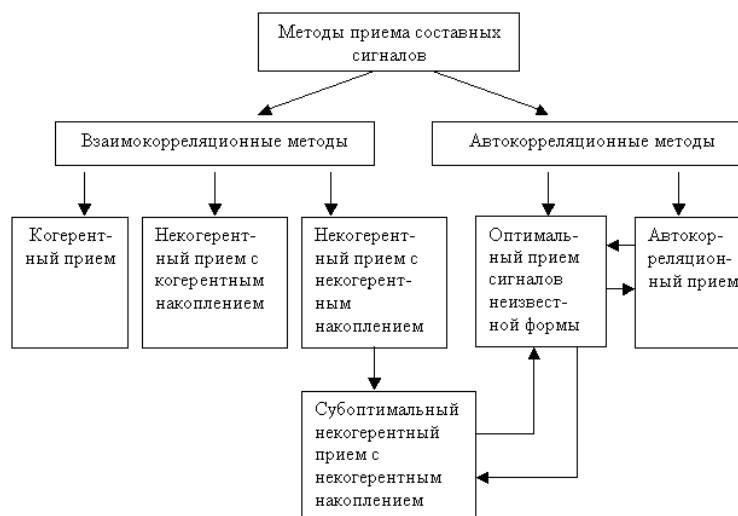 Методы приема составных
сигналов
Взаимокорреляционные методы
Автокорреляционные методы
Когерент-
ный прием
Некогерент-
ный прием с
когерентным
накоплением
Некогерент-
ный прием с
некогерент-
ным
накоплением
Оптималь-
ный прием
сигналов
неизвест-
ной формы
Автокор-
реляцион-
ный прием
Субоптимальный
некогерентный
прием с
некогерентным
накоплением